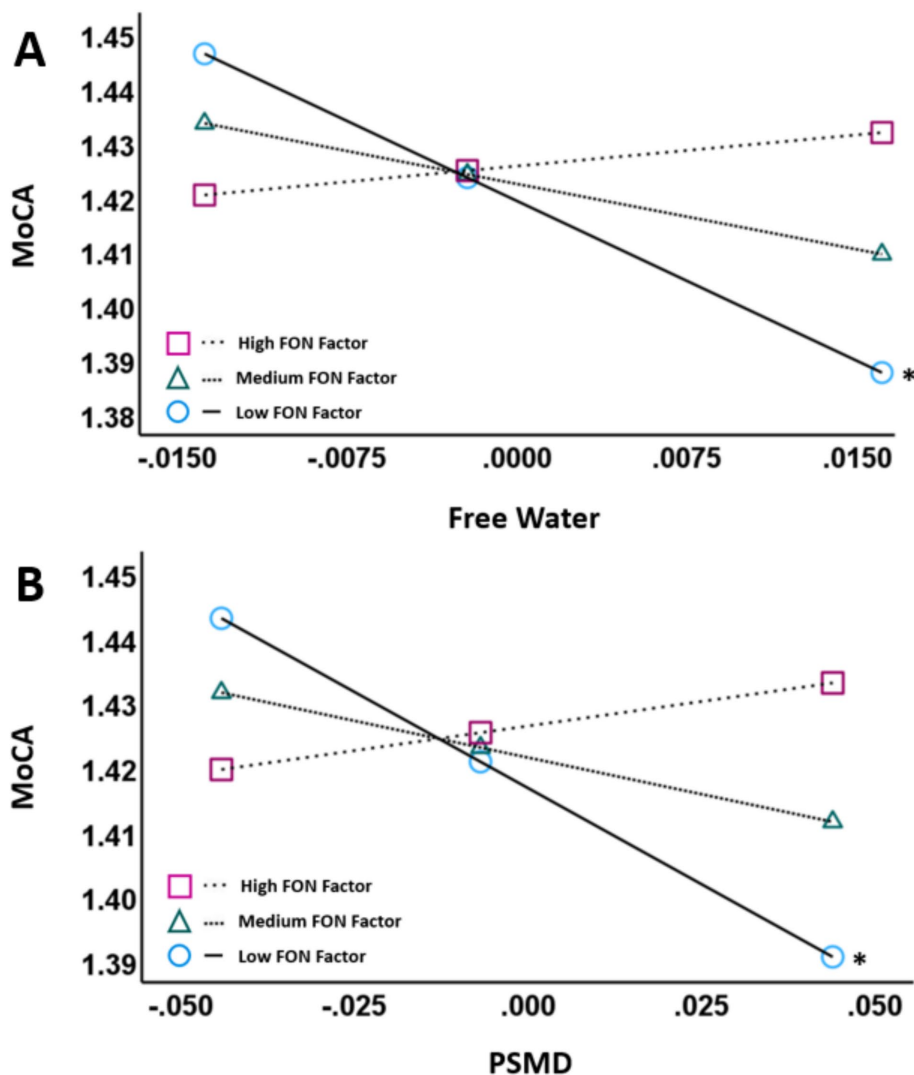 A
MoCA
1.45
1.44
1.43
1.42
1.41
1.40
1.39
1.38
High FON Factor
Medium FON Factor
Low FON Factor
*
-.0150 -.0075 .0000 .0075 .0150
Free Water
B
MoCA
1.45
1.44
1.43
1.42
1.41
1.40
1.39
High FON Factor
Medium FON Factor
Low FON Factor
*
-.050 -.025 .000 .025 .050
PSMD